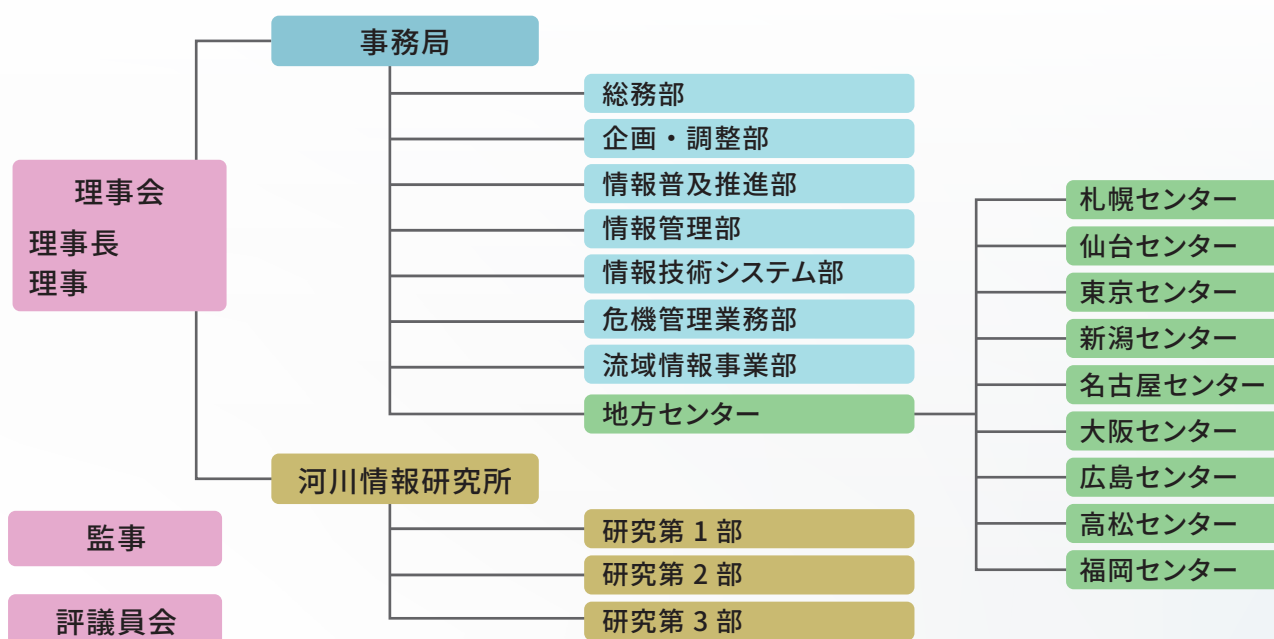 事務局
総務部
企画・調整部
情報普及推進部
情報管理部
情報技術システム部
危機管理業務部
流域情報事業部
地方センター
理事会
理事長
理事
札幌センター
仙台センター
東京センター
新潟センター
名古屋センター
大阪センター
広島センター
高松センター
福岡センター
河川情報研究所
研究第 1 部
研究第 2 部
研究第 3 部
監事
評議員会